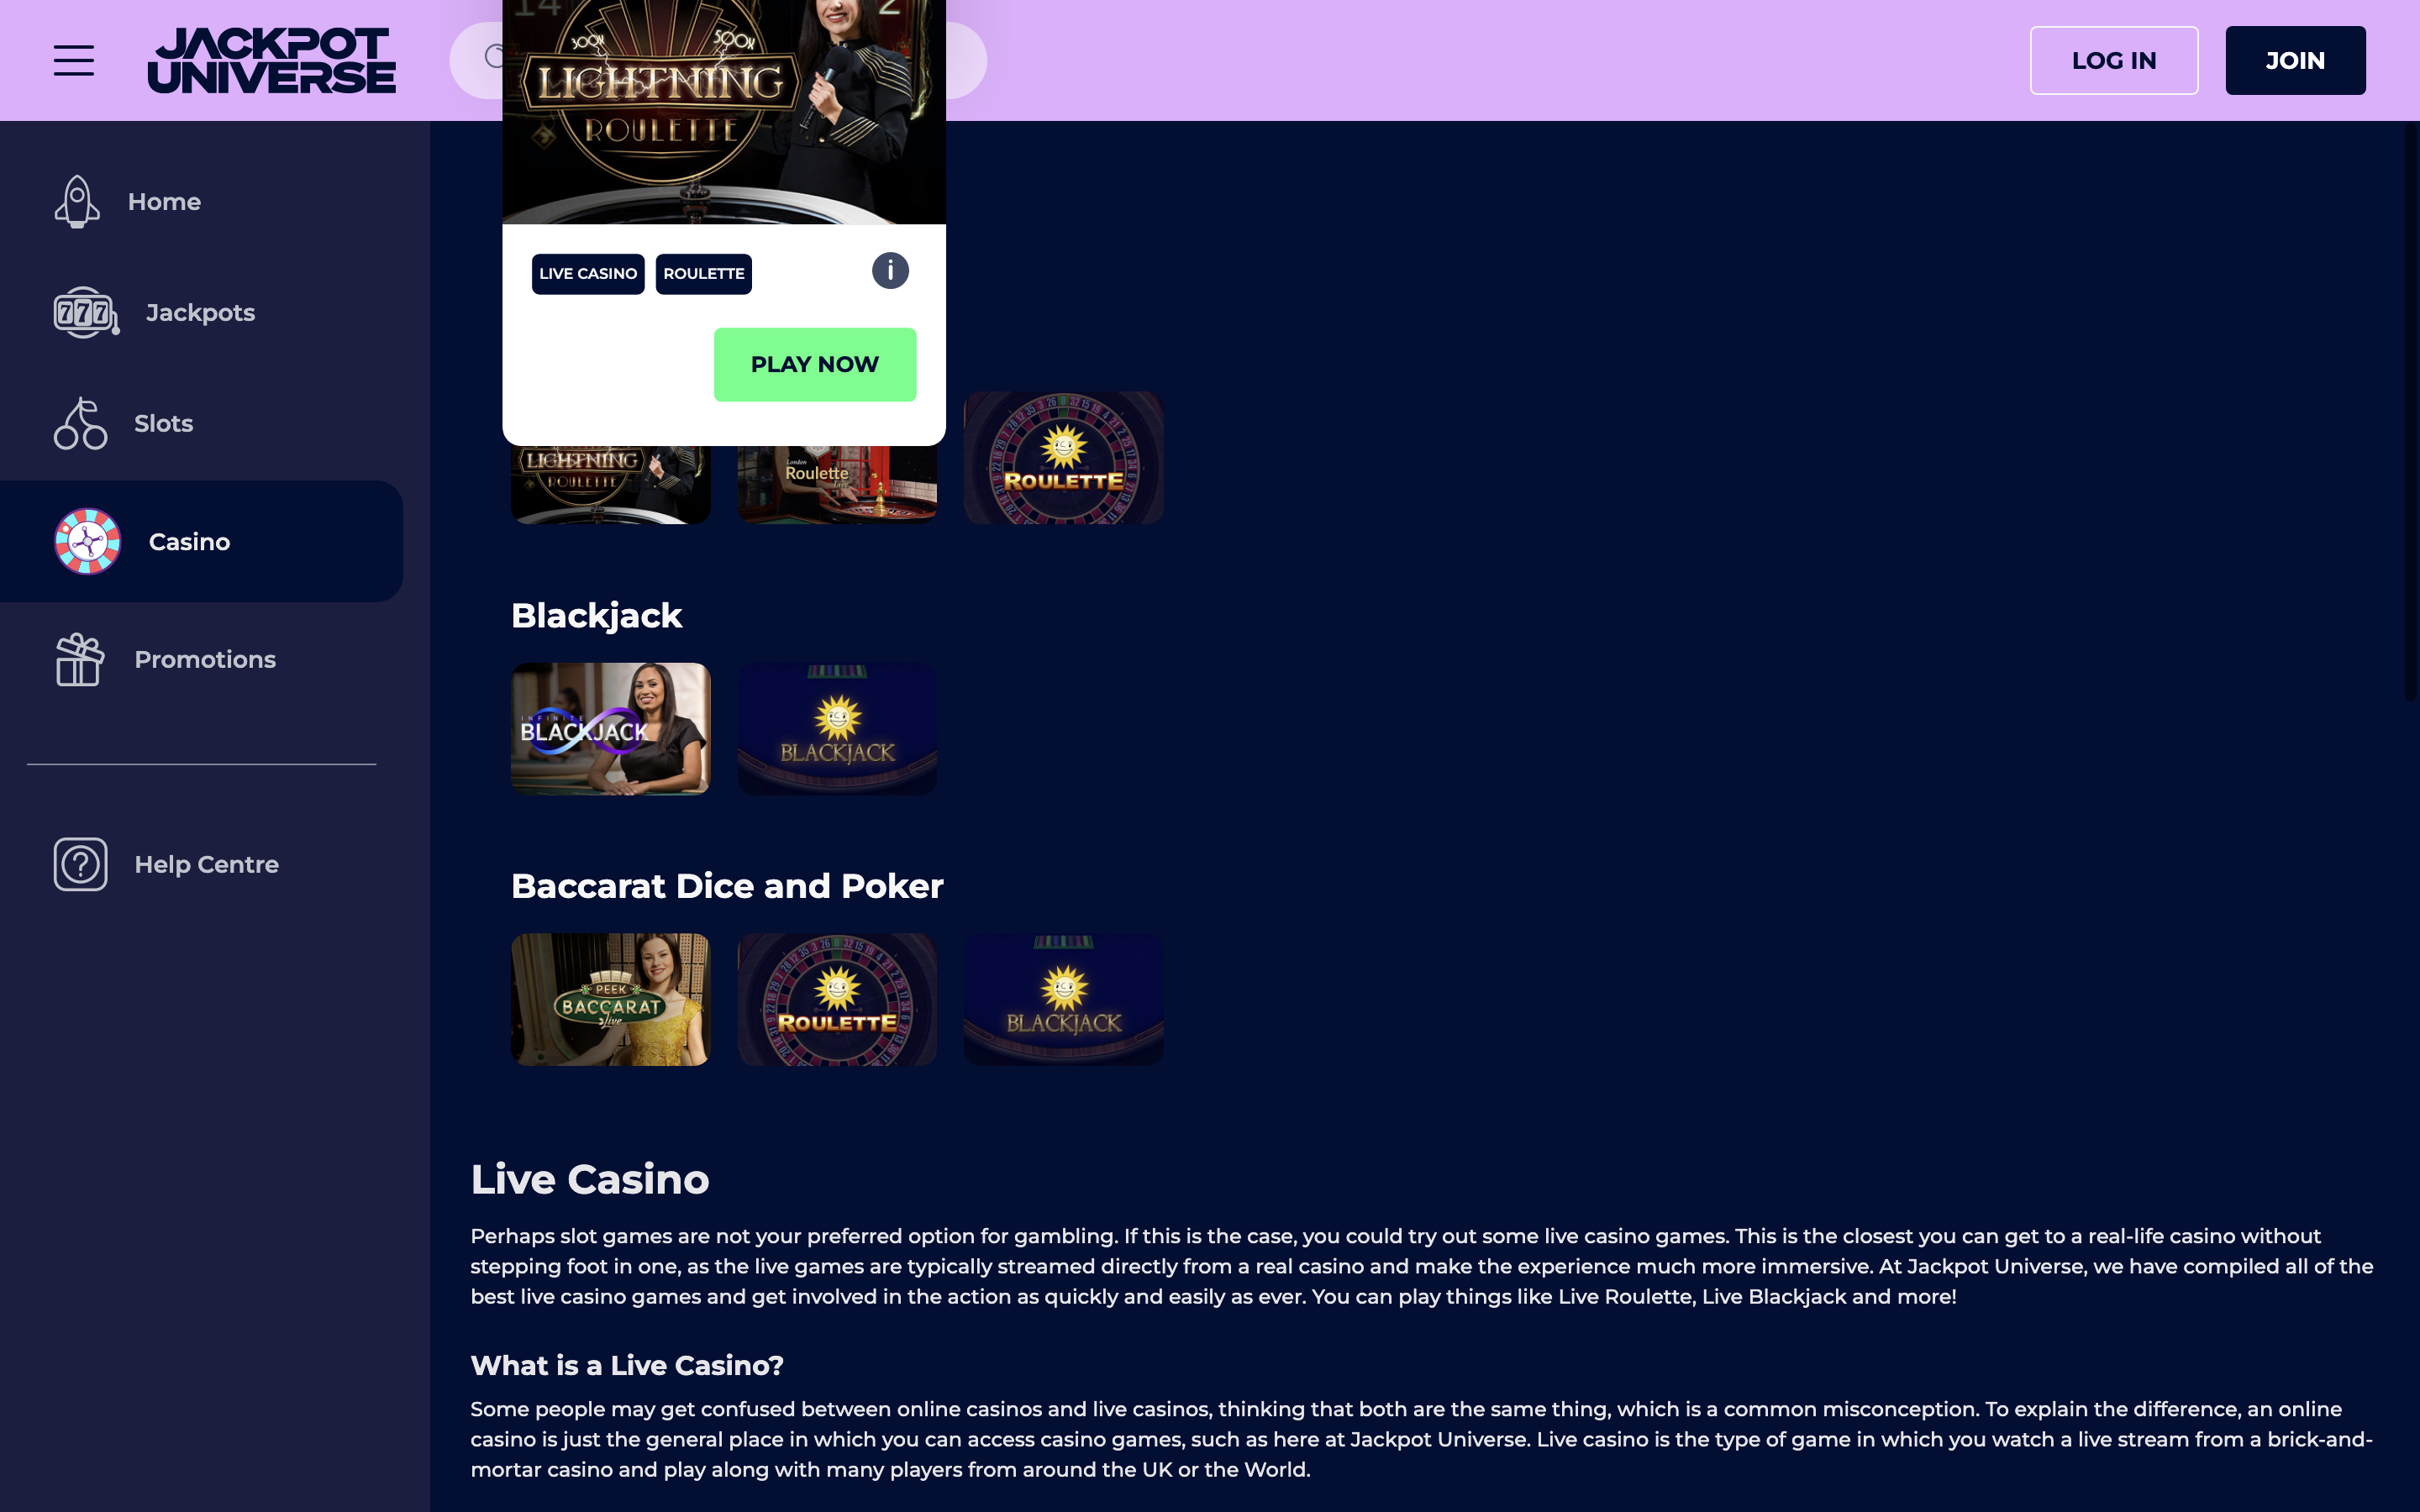 JACKPOT
UNIVERSE
LOG IN
JOIN
14
2
300X
500X
LIGHTNING
ROULETTE
LIVE CASINO
ROULETTE
i
PLAY NOW
Home
Jackpots
777
Slots
Casino
Promotions
Help Centre
LIGHTNING
ROULETTE
London
Roulette
Live
ROULETTE
Blackjack
INFINITE
BLACKJACK
BLACKJACK
Baccarat Dice and Poker
PEEK
BACCARAT
Live
ROULETTE
BLACKJACK
Live Casino
Perhaps slot games are not your preferred option for gambling. If this is the case, you could try out some live casino games. This is the closest you can get to a real-life casino without
stepping foot in one, as the live games are typically streamed directly from a real casino and make the experience much more immersive. At Jackpot Universe, we have compiled all of the
best live casino games and get involved in the action as quickly and easily as ever. You can play things like Live Roulette, Live Blackjack and more!
What is a Live Casino?
Some people may get confused between online casinos and live casinos, thinking that both are the same thing, which is a common misconception. To explain the difference, an online
casino is just the general place in which you can access casino games, such as here at Jackpot Universe. Live casino is the type of game in which you watch a live stream from a brick-and-
mortar casino and play along with many players from around the UK or the World.